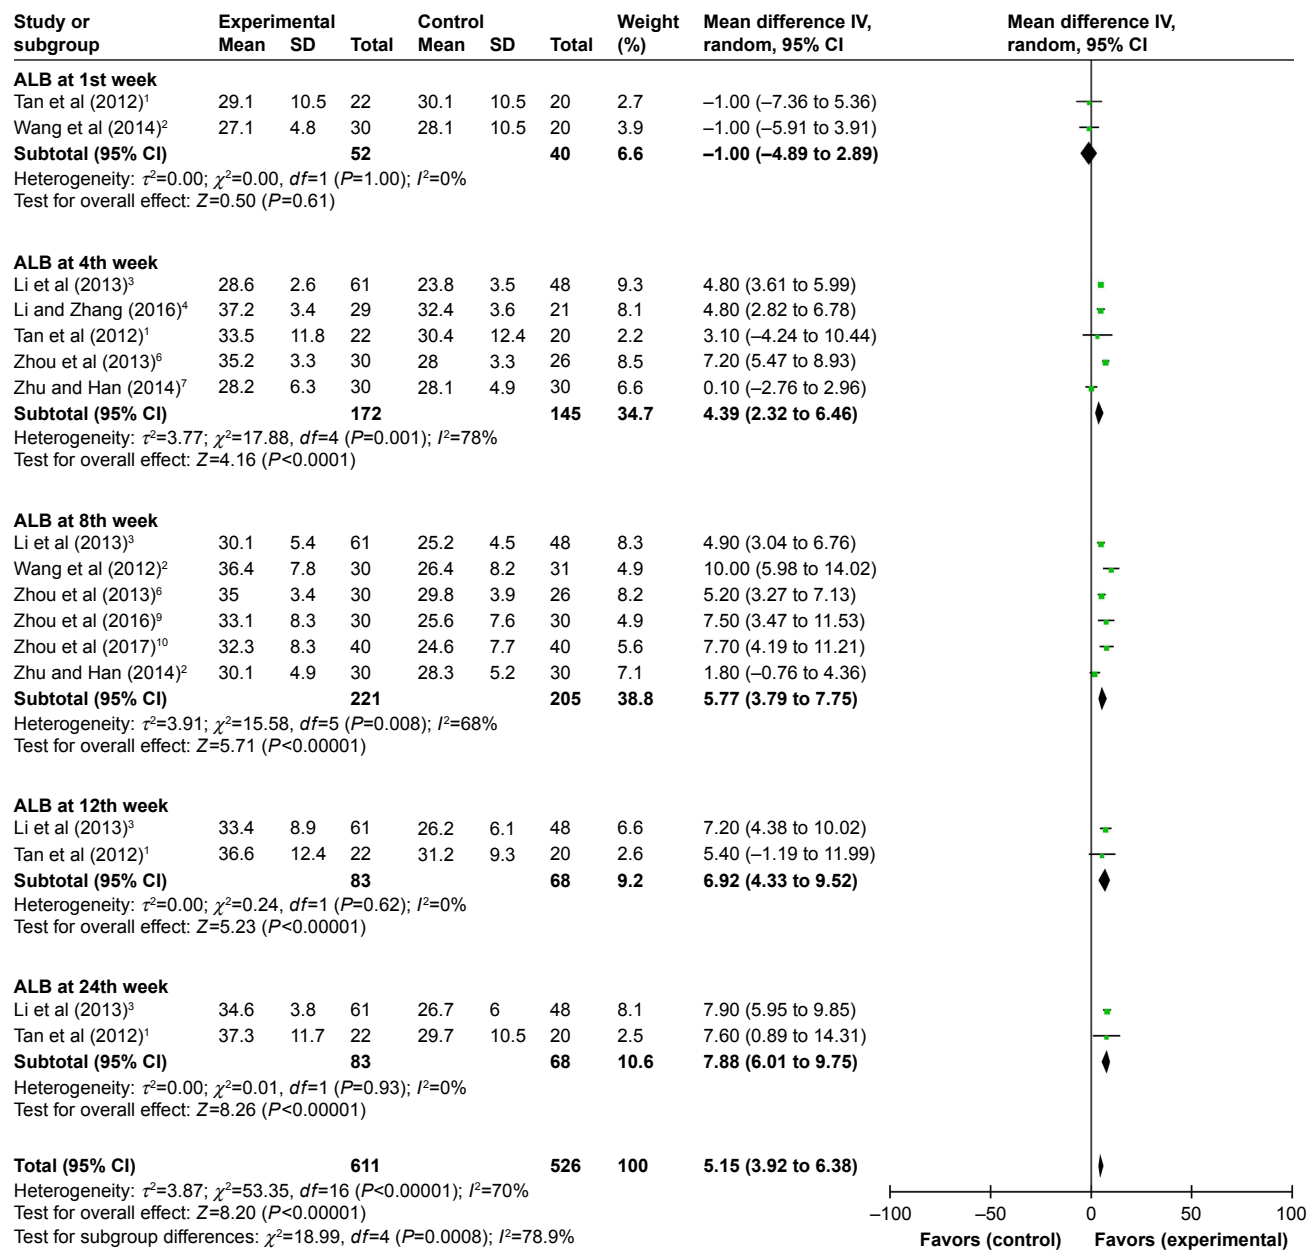 Study or Experimental Control Weight Mean difference IV, Mean difference IV,
subgroup Mean SD Total Mean SD Total (%) random, 95% CI random, 95% CI
ALB at 1st week
Tan et al (2012)¹ 29.1 10.5 22 30.1 10.5 20 2.7 –1.00 (–7.36 to 5.36)
Wang et al (2014)² 27.1 4.8 30 28.1 10.5 20 3.9 –1.00 (–5.91 to 3.91)
Subtotal (95% CI) 52 40 6.6 –1.00 (–4.89 to 2.89)
Heterogeneity: τ²=0.00; χ²=0.00, df=1 (P=1.00); I²=0%
Test for overall effect: Z=0.50 (P=0.61)
ALB at 4th week
Li et al (2013)³ 28.6 2.6 61 23.8 3.5 48 9.3 4.80 (3.61 to 5.99)
Li and Zhang (2016)⁴ 37.2 3.4 29 32.4 3.6 21 8.1 4.80 (2.82 to 6.78)
Tan et al (2012)¹ 33.5 11.8 22 30.4 12.4 20 2.2 3.10 (–4.24 to 10.44)
Zhou et al (2013)⁶ 35.2 3.3 30 28 3.3 26 8.5 7.20 (5.47 to 8.93)
Zhu and Han (2014)⁷ 28.2 6.3 30 28.1 4.9 30 6.6 0.10 (–2.76 to 2.96)
Subtotal (95% CI) 172 145 34.7 4.39 (2.32 to 6.46)
Heterogeneity: τ²=3.77; χ²=17.88, df=4 (P=0.001); I²=78%
Test for overall effect: Z=4.16 (P<0.0001)
ALB at 8th week
Li et al (2013)³ 30.1 5.4 61 25.2 4.5 48 8.3 4.90 (3.04 to 6.76)
Wang et al (2012)² 36.4 7.8 30 26.4 8.2 31 4.9 10.00 (5.98 to 14.02)
Zhou et al (2013)⁶ 35 3.4 30 29.8 3.9 26 8.2 5.20 (3.27 to 7.13)
Zhou et al (2016)⁹ 33.1 8.3 30 25.6 7.6 30 4.9 7.50 (3.47 to 11.53)
Zhou et al (2017)¹⁰ 32.3 8.3 40 24.6 7.7 40 5.6 7.70 (4.19 to 11.21)
Zhu and Han (2014)² 30.1 4.9 30 28.3 5.2 30 7.1 1.80 (–0.76 to 4.36)
Subtotal (95% CI) 221 205 38.8 5.77 (3.79 to 7.75)
Heterogeneity: τ²=3.91; χ²=15.58, df=5 (P=0.008); I²=68%
Test for overall effect: Z=5.71 (P<0.00001)
ALB at 12th week
Li et al (2013)³ 33.4 8.9 61 26.2 6.1 48 6.6 7.20 (4.38 to 10.02)
Tan et al (2012)¹ 36.6 12.4 22 31.2 9.3 20 2.6 5.40 (–1.19 to 11.99)
Subtotal (95% CI) 83 68 9.2 6.92 (4.33 to 9.52)
Heterogeneity: τ²=0.00; χ²=0.24, df=1 (P=0.62); I²=0%
Test for overall effect: Z=5.23 (P<0.00001)
ALB at 24th week
Li et al (2013)³ 34.6 3.8 61 26.7 6 48 8.1 7.90 (5.95 to 9.85)
Tan et al (2012)¹ 37.3 11.7 22 29.7 10.5 20 2.5 7.60 (0.89 to 14.31)
Subtotal (95% CI) 83 68 10.6 7.88 (6.01 to 9.75)
Heterogeneity: τ²=0.00; χ²=0.01, df=1 (P=0.93); I²=0%
Test for overall effect: Z=8.26 (P<0.00001)
Total (95% CI) 611 526 100 5.15 (3.92 to 6.38)
Heterogeneity: τ²=3.87; χ²=53.35, df=16 (P<0.00001); I²=70%
Test for overall effect: Z=8.20 (P<0.00001)
Test for subgroup differences: χ²=18.99, df=4 (P=0.0008); I²=78.9%
–100 –50 0 50 100
Favors (control) Favors (experimental)